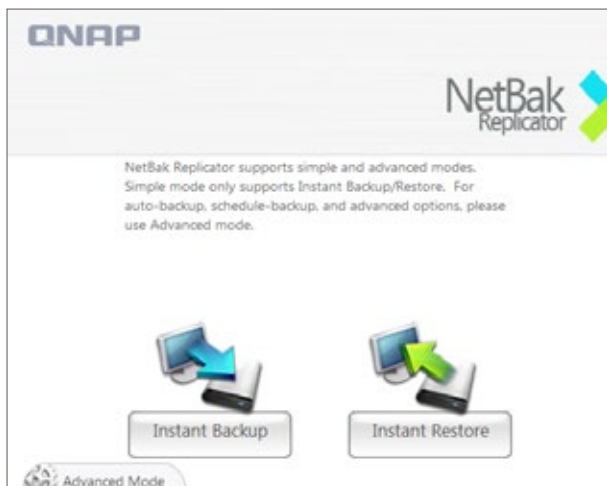 QNAP
NetBak
Replicator
NetBak Replicator supports simple and advanced modes.
Simple mode only supports Instant Backup/Restore. For
auto-backup, schedule-backup, and advanced options, please
use Advanced mode.
Instant Backup
Instant Restore
Advanced Mode